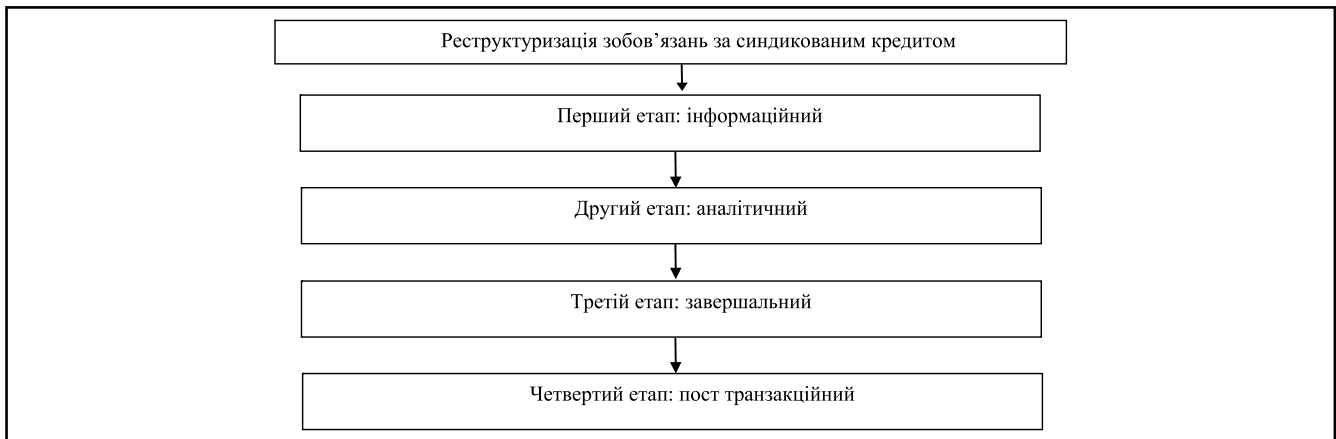 Реструктуризація зобов’язань за синдикованим кредитом
Перший етап: інформаційний
Другий етап: аналітичний
Третій етап: завершальний
Четвертий етап: пост транзакційний